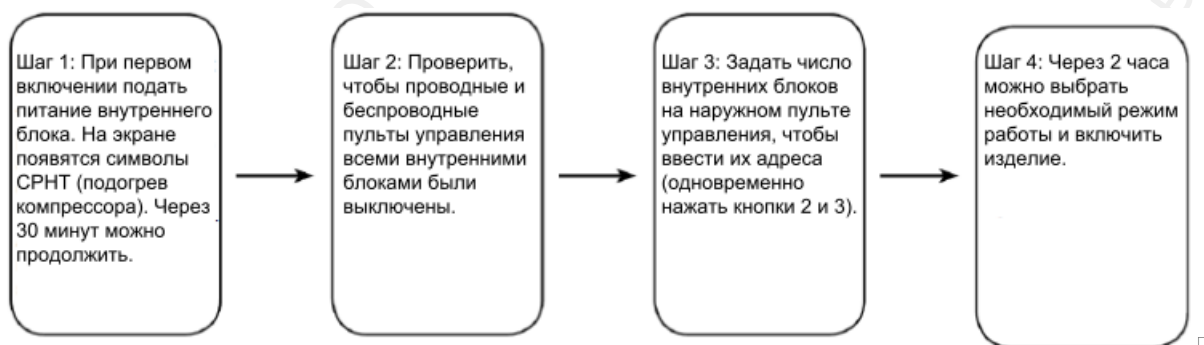 Шаг 1: При первом
включении подать
питание внутреннего
блока. На экране
появятся символы
СРНТ (подогрев
компрессора). Через
30 минут можно
продолжить.
Шаг 2: Проверить,
чтобы проводные и
беспроводные
пульты управления
всеми внутренними
блоками были
выключены.
Шаг 3: Задать число
внутренних блоков
на наружном пульте
управления, чтобы
ввести их адреса
(одновременно
нажать кнопки 2 и 3).
Шаг 4: Через 2 часа
можно выбрать
необходимый режим
работы и включить
изделие.